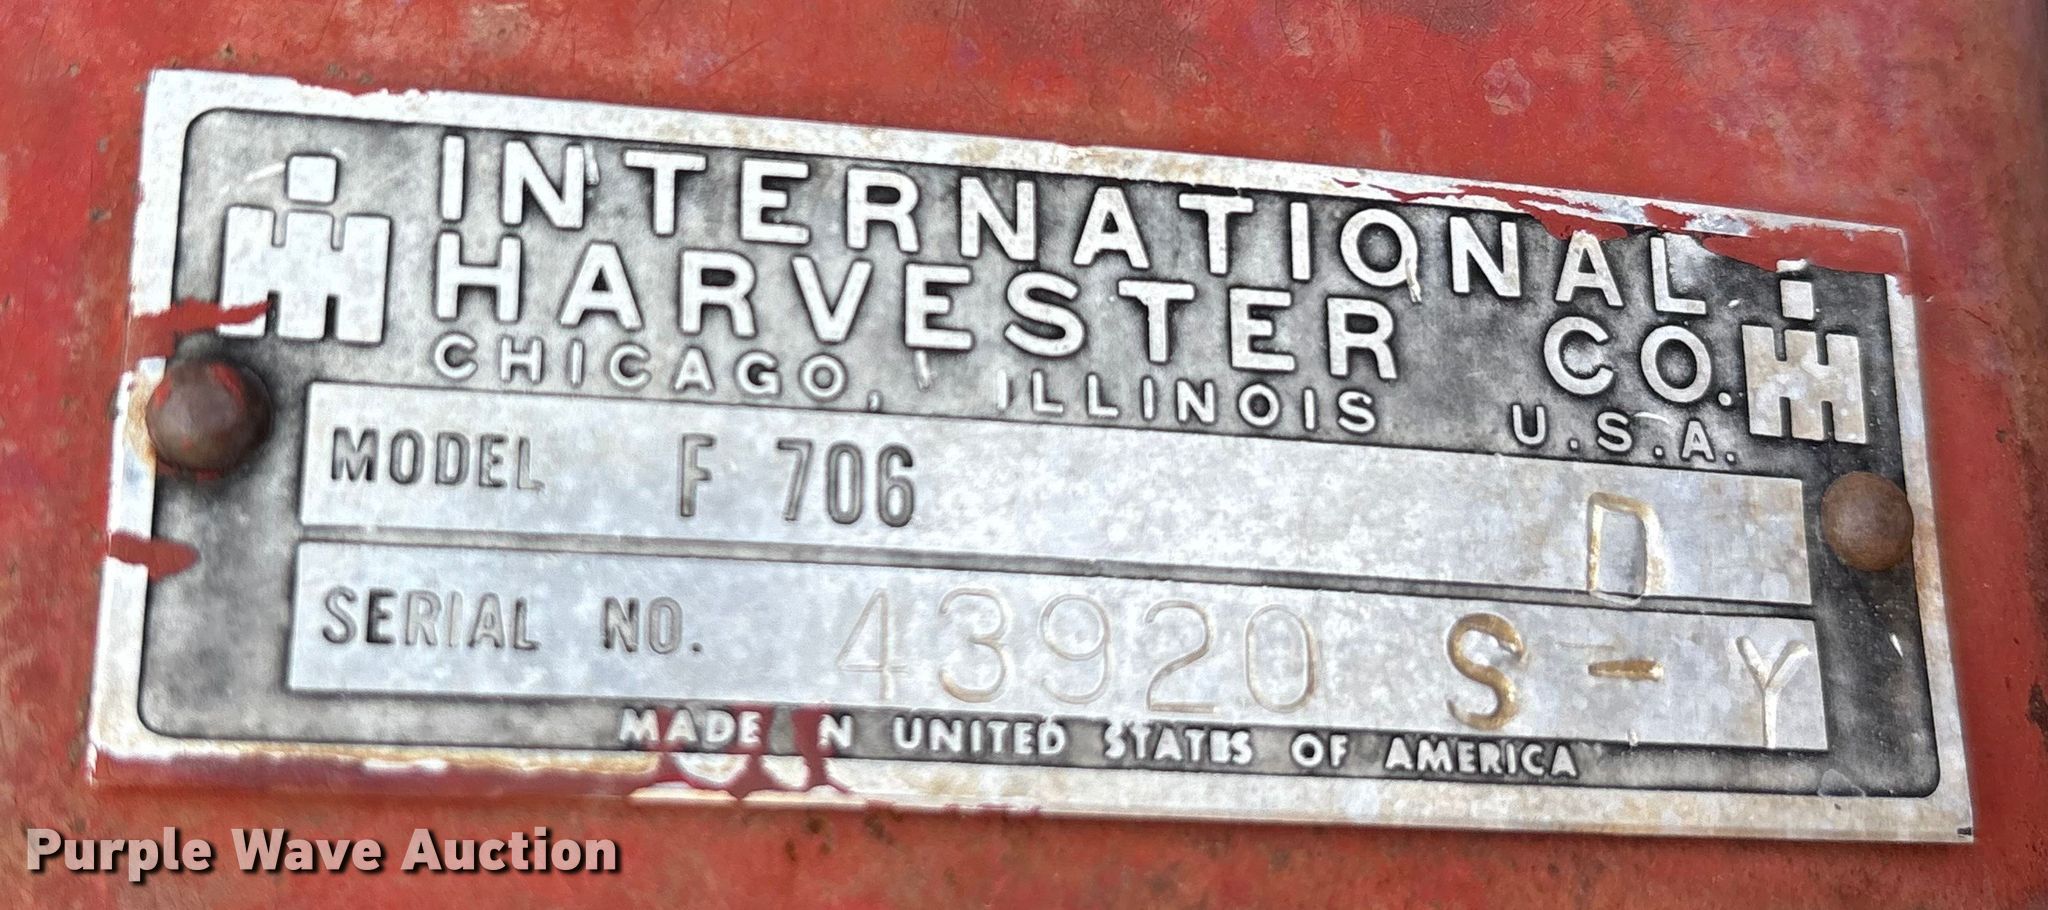 INTERNATIONAL
HARVESTER CO.
CHICAGO, ILLINOIS U.S.A.
MODEL F 706 D
SERIAL NO. 43920 S-Y
MADE IN UNITED STATES OF AMERICA
Purple Wave Auction